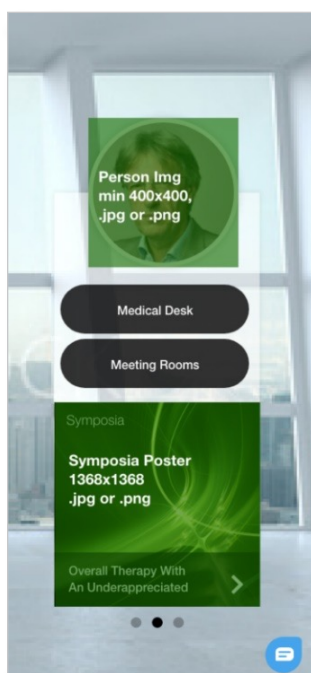 Person Img
min 400x400,
.jpg or .png
Medical Desk
Meeting Rooms
Symposia
Symposia Poster
1368x1368
.jpg or .png
Overall Therapy With
An Underappreciated